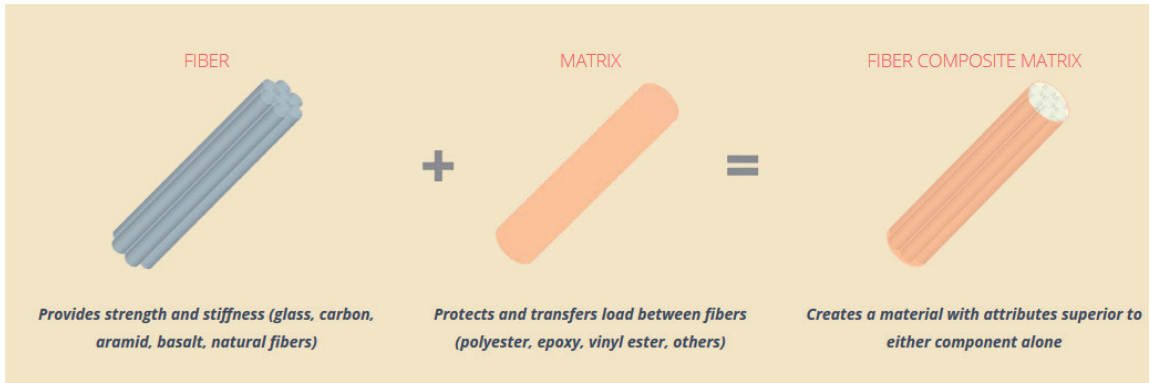 FIBER
MATRIX
FIBER COMPOSITE MATRIX
+
=
Provides strength and stiffness (glass, carbon,
aramid, basalt, natural fibers)
Protects and transfers load between fibers
(polyester, epoxy, vinyl ester, others)
Creates a material with attributes superior to
either component alone